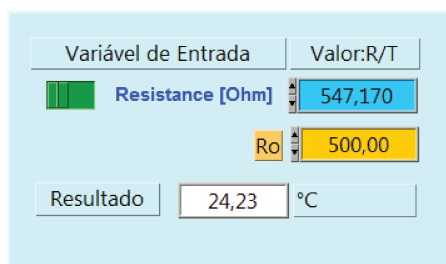 Variável de Entrada Valor:R/T
Resistance [Ohm] 547,170
Ro 500,00
Resultado 24,23 °C